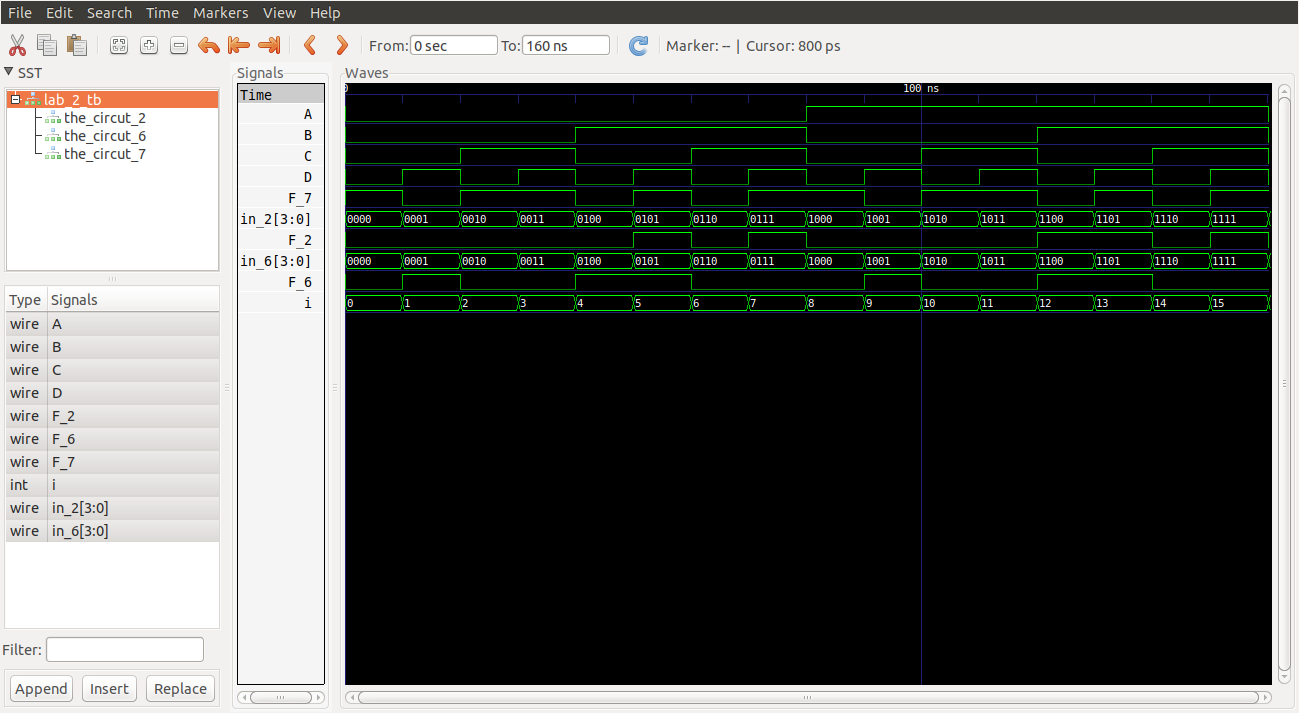 File Edit Search Time Markers View Help
From: 0 sec To: 160 ns Marker: -- | Cursor: 800 ps
SST
lab_2_tb
the_circut_2
the_circut_6
the_circut_7
Type Signals
wire A
wire B
wire C
wire D
wire F_2
wire F_6
wire F_7
int i
wire in_2[3:0]
wire in_6[3:0]
Filter:
Append Insert Replace
Signals
Time
A
B
C
D
F_7
in_2[3:0]
F_2
in_6[3:0]
F_6
i
Waves
0 100 ns
0000 0001 0010 0011 0100 0101 0110 0111 1000 1001 1010 1011 1100 1101 1110 1111
0000 0001 0010 0011 0100 0101 0110 0111 1000 1001 1010 1011 1100 1101 1110 1111
0 1 2 3 4 5 6 7 8 9 10 11 12 13 14 15